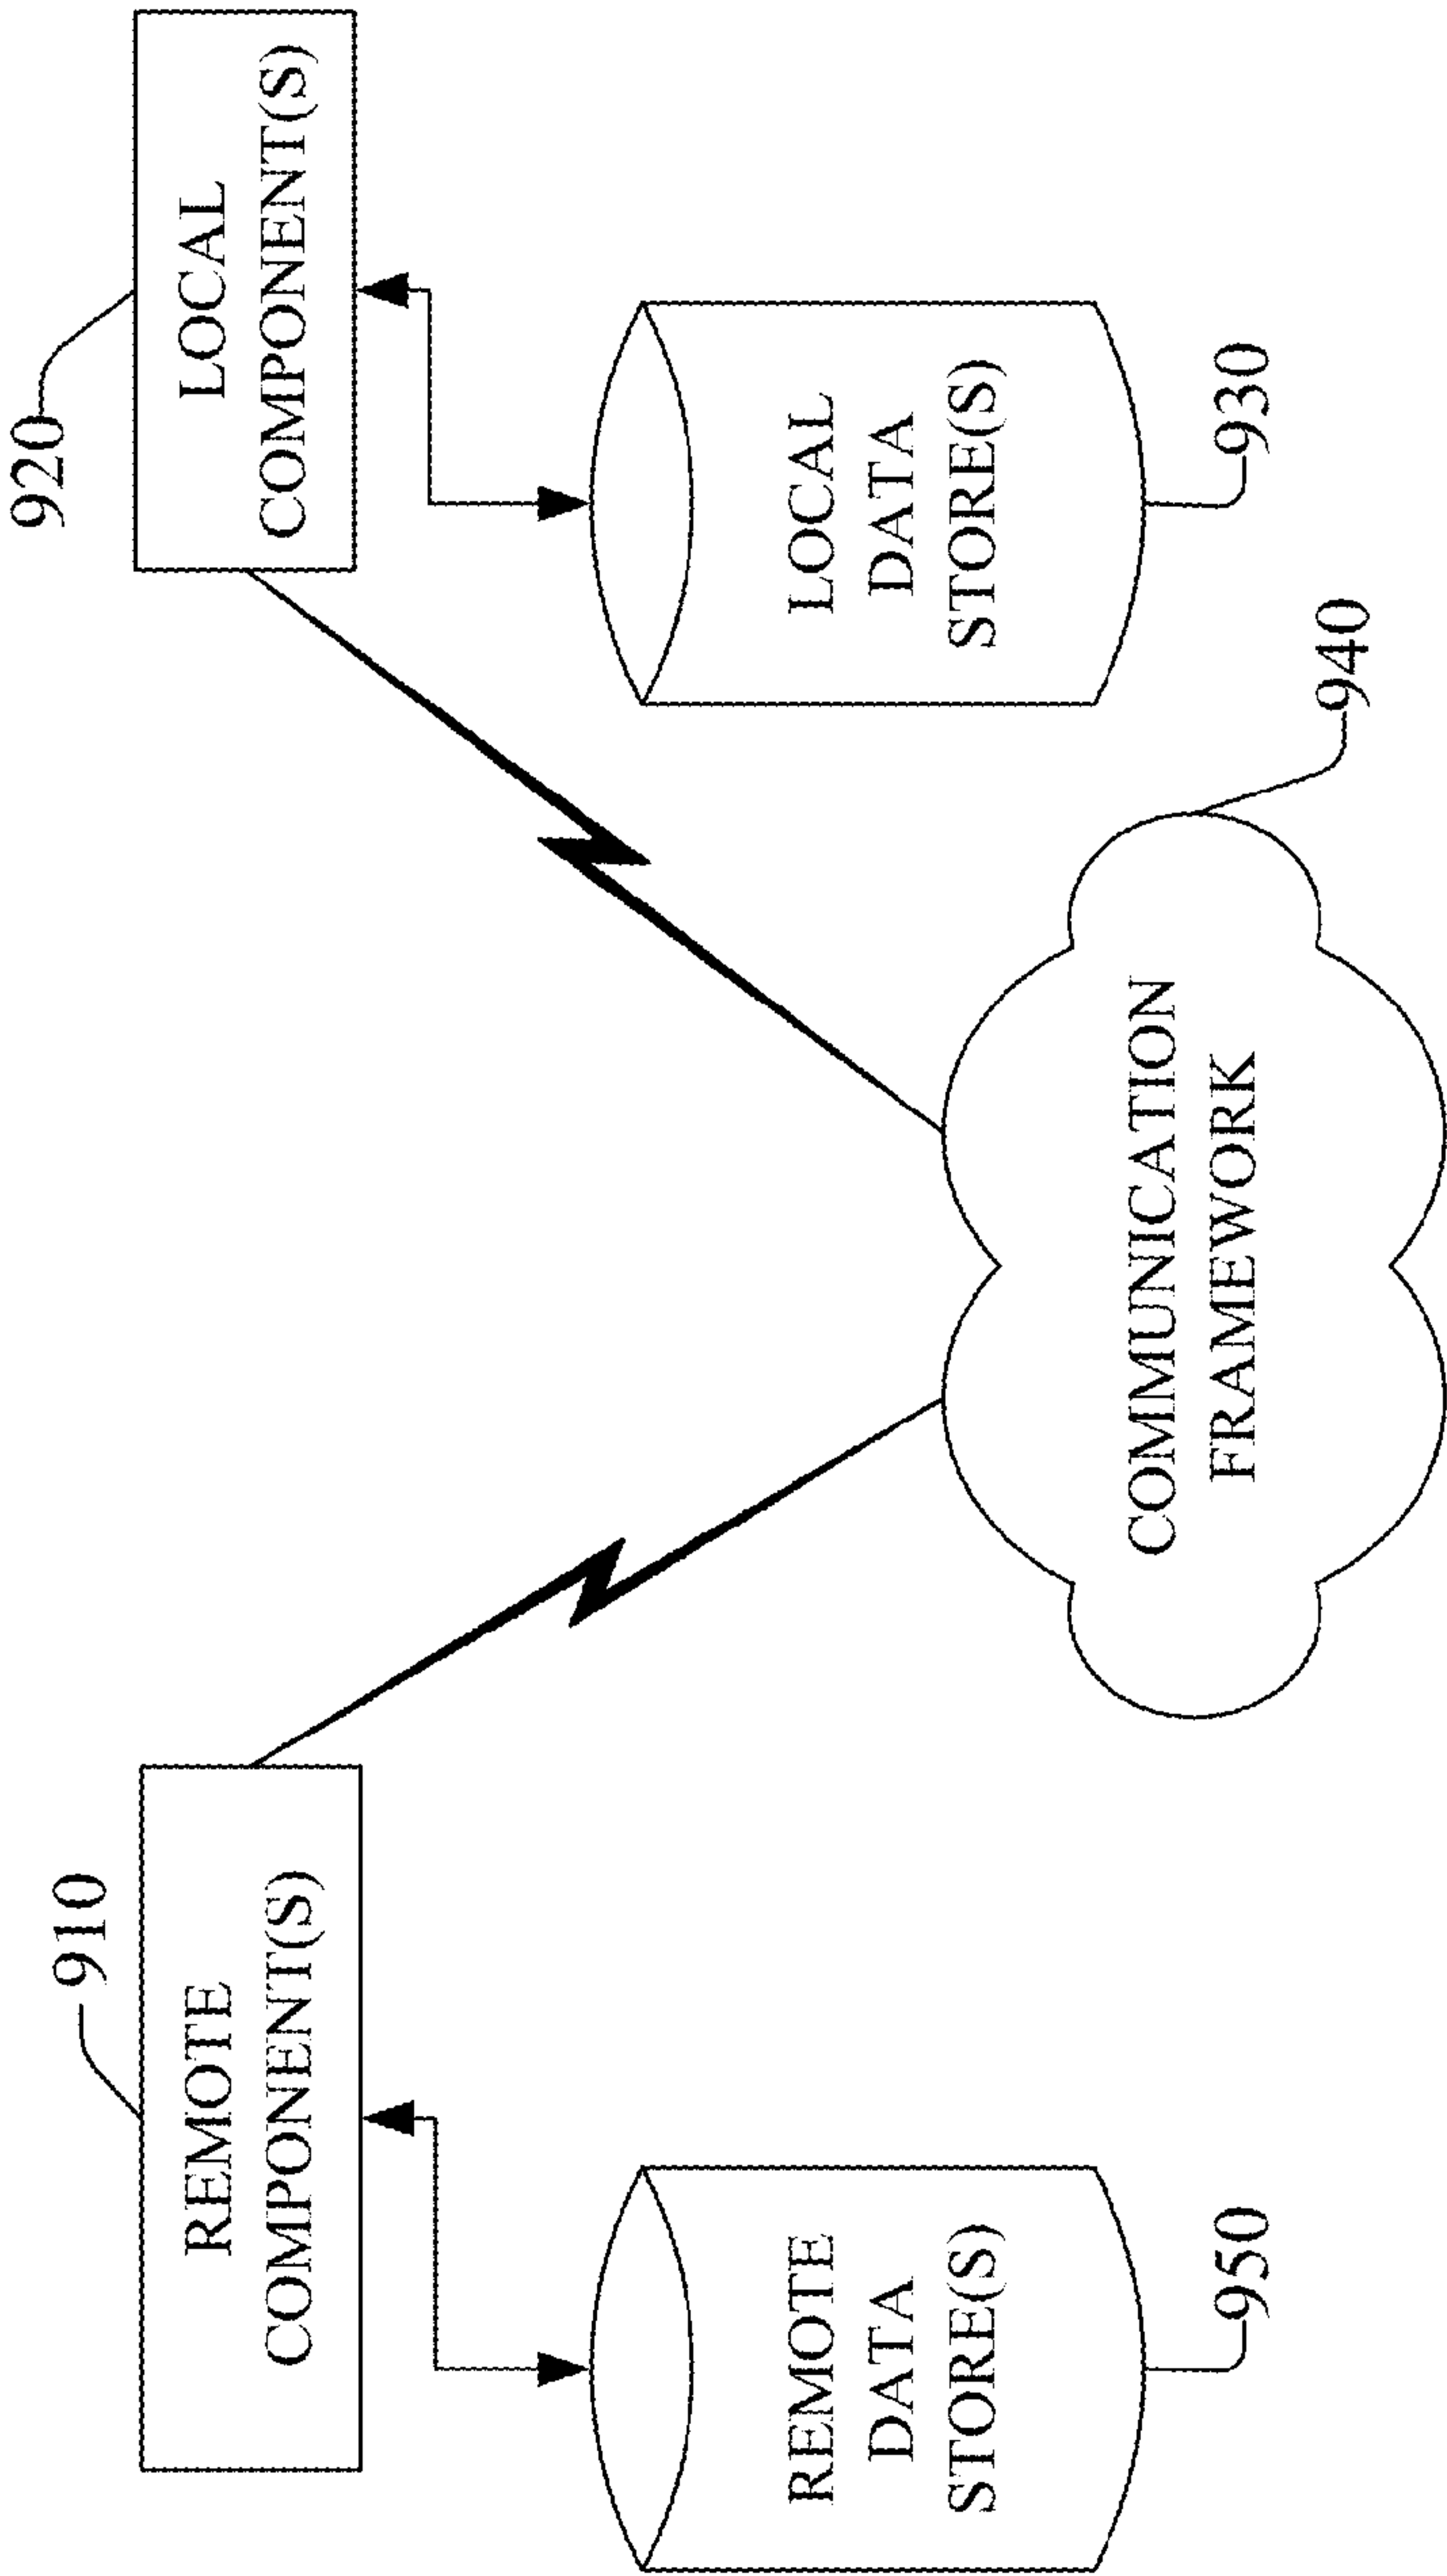 910
REMOTE
COMPONENT(S)
920
LOCAL
COMPONENT(S)
REMOTE
DATA
STORE(S)
950
COMMUNICATION
FRAMEWORK
940
LOCAL
DATA
STORE(S)
930